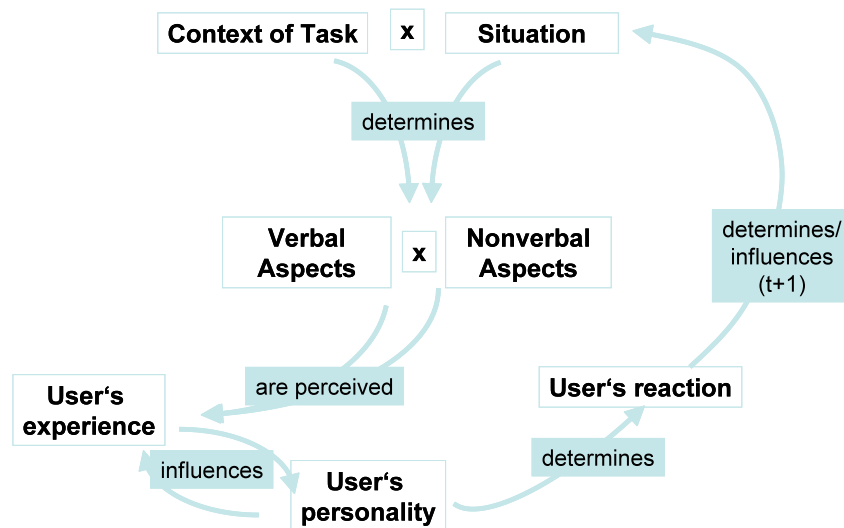 Context of Task
x
Situation
determines
Verbal
Aspects
x
Nonverbal
Aspects
determines/
influences
(t+1)
are perceived
User‘s
experience
User‘s reaction
influences
determines
User‘s
personality